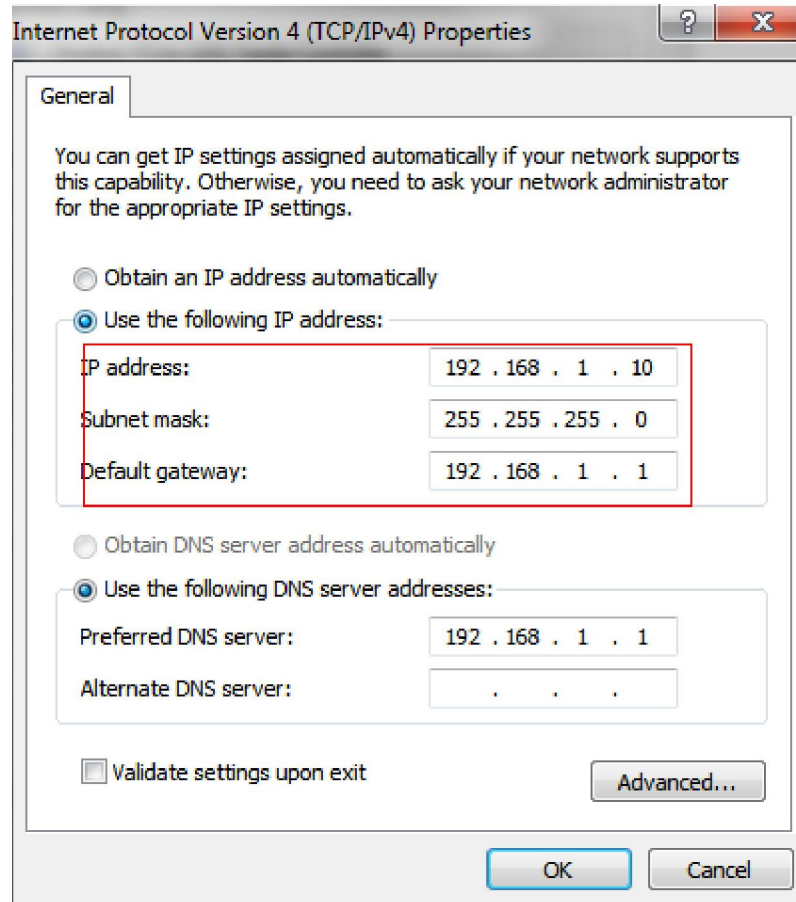 Internet Protocol Version 4 (TCP/IPv4) Properties
?
X
General
You can get IP settings assigned automatically if your network supports
this capability. Otherwise, you need to ask your network administrator
for the appropriate IP settings.
Obtain an IP address automatically
Use the following IP address:
IP address: 192 . 168 . 1 . 10
Subnet mask: 255 . 255 . 255 . 0
Default gateway: 192 . 168 . 1 . 1
Obtain DNS server address automatically
Use the following DNS server addresses:
Preferred DNS server: 192 . 168 . 1 . 1
Alternate DNS server: . . .
Validate settings upon exit
Advanced...
OK Cancel